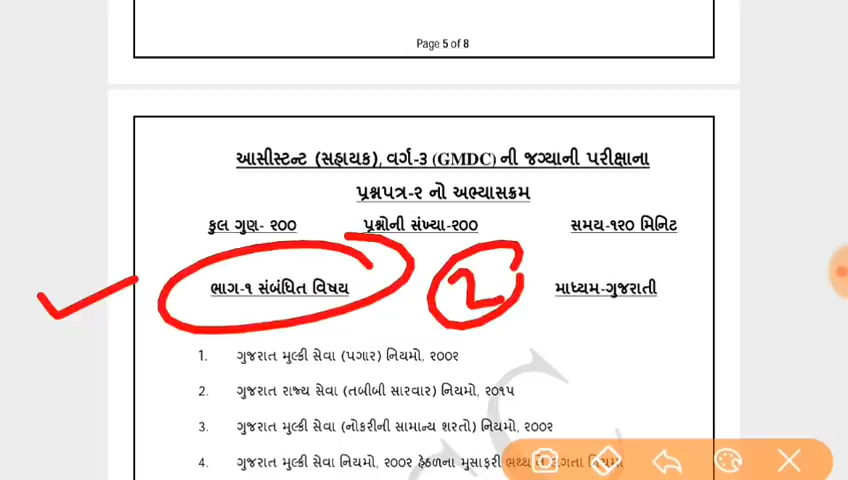 Page 5 of 8
આસીસ્ટન્ટ (સહાયક), વર્ગ-૩ (GMDC) ની જગ્યાની પરીક્ષાના
પ્રશ્નપત્ર-૨ નો અભ્યાસક્રમ
કુલ ગુણ- ૨૦૦ પ્રશ્નોની સંખ્યા-૨૦૦ સમય-૧૨૦ મિનિટ
ભાગ-૧ સંબંધિત વિષય 2 માધ્યમ-ગુજરાતી
1. ગુજરાત મુલ્કી સેવા (પગાર) નિયમો, ૨૦૦૨
2. ગુજરાત રાજ્ય સેવા (તબીબી સારવાર) નિયમો, ૨૦૧૫
3. ગુજરાત મુલ્કી સેવા (નોકરીની સામાન્ય શરતો) નિયમો, ૨૦૦૨
4. ગુજરાત મુલ્કી સેવા નિયમો, ૨૦૦૨ હેઠળના મુસાફરી ભથ્થા